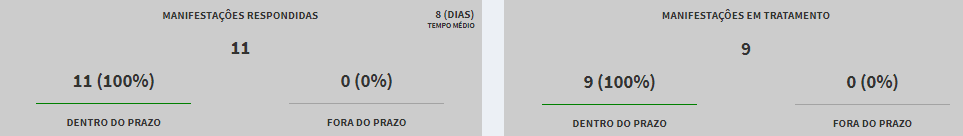 MANIFESTAÇÕES RESPONDIDAS
8 (DIAS)
TEMPO MÉDIO
11
11 (100%)
0 (0%)
DENTRO DO PRAZO
FORA DO PRAZO
MANIFESTAÇÕES EM TRATAMENTO
9
9 (100%)
0 (0%)
DENTRO DO PRAZO
FORA DO PRAZO